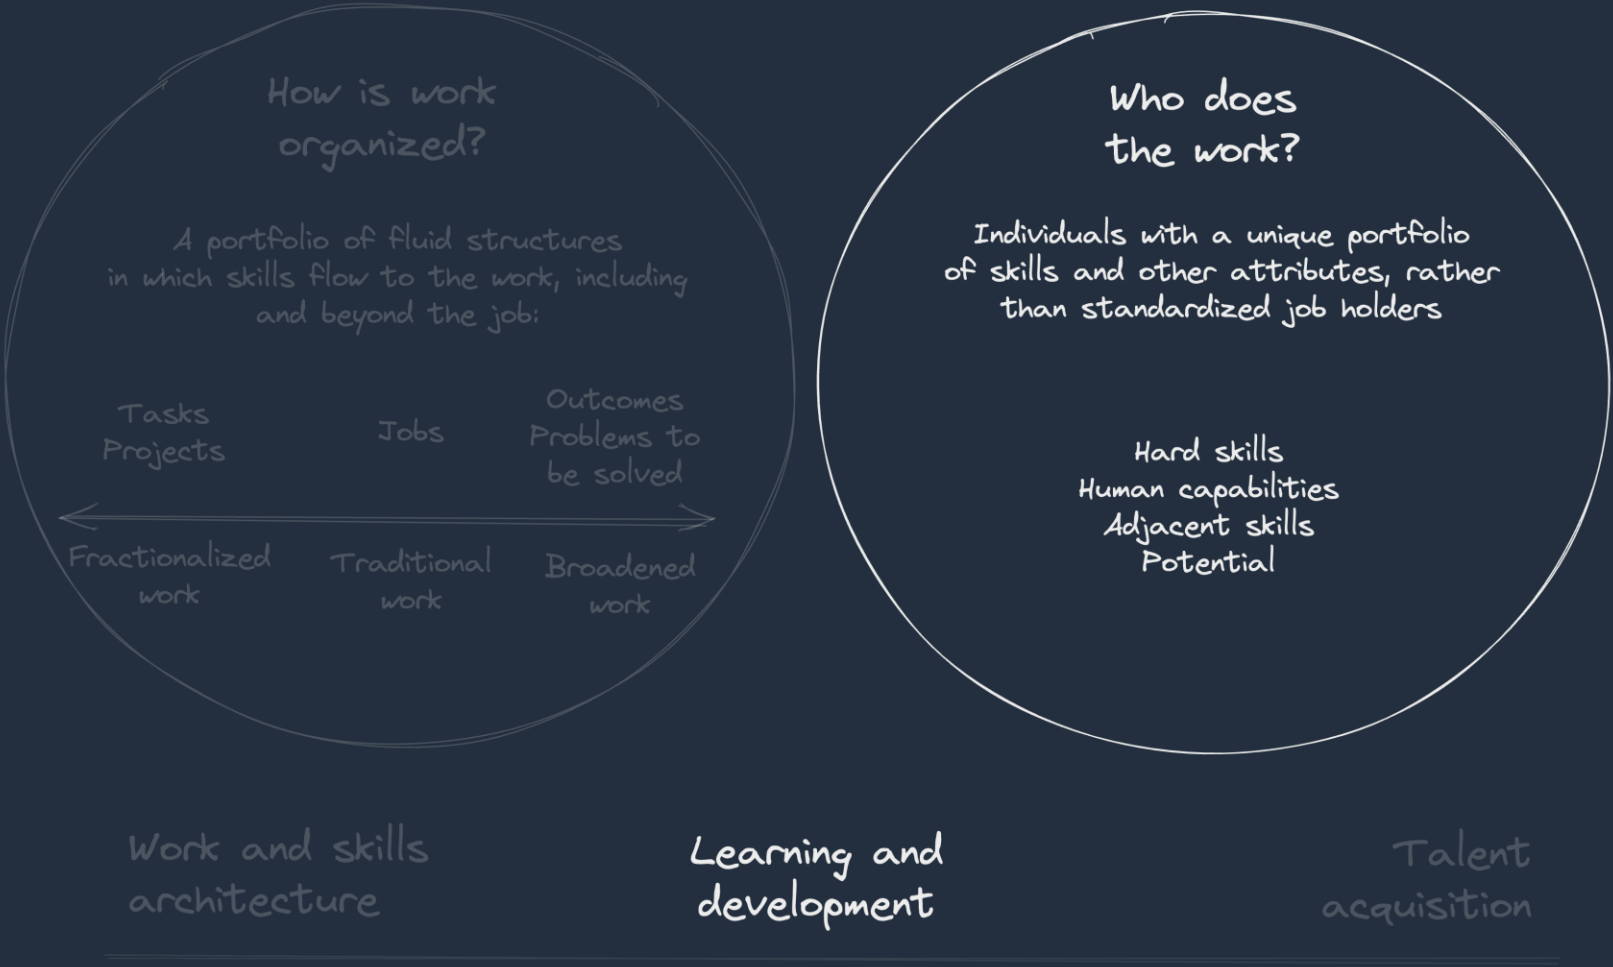 How is work
organized?
A portfolio of fluid structures
in which skills flow to the work, including
and beyond the job:
Tasks
Projects
Jobs
Outcomes
Problems to
be solved
Fractionalized
work
Traditional
work
Broadened
work
Who does
the work?
Individuals with a unique portfolio
of skills and other attributes, rather
than standardized job holders
Hard skills
Human capabilities
Adjacent skills
Potential
Work and skills
architecture
Learning and
development
Talent
acquisition